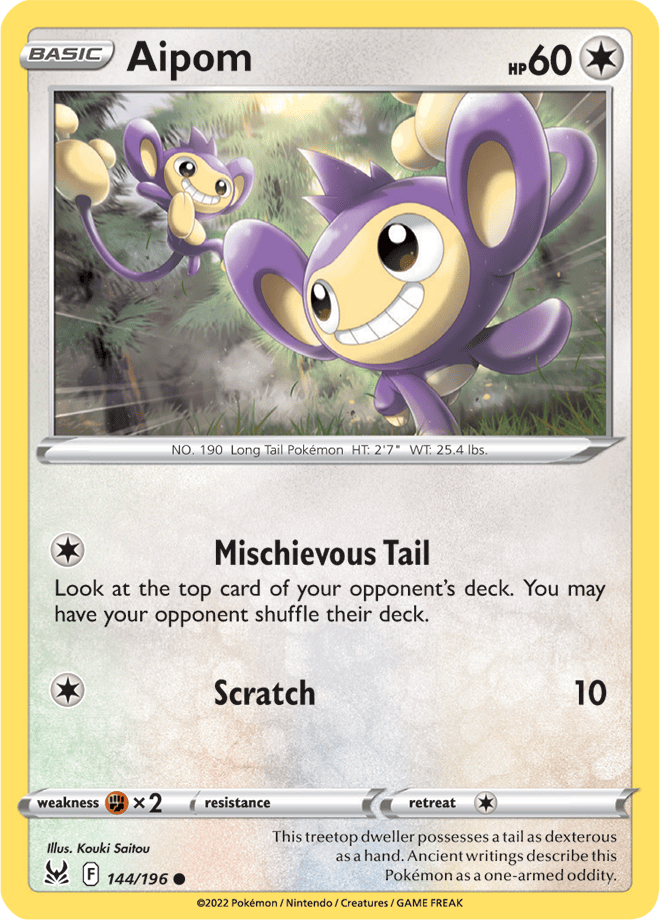 BASIC Aipom HP60
NO. 190 Long Tail Pokémon HT: 2'7" WT: 25.4 lbs.
Mischievous Tail
Look at the top card of your opponent's deck. You may
have your opponent shuffle their deck.
Scratch 10
weakness ×2 resistance retreat
Illus. Kouki Saitou
F 144/196
This treetop dweller possesses a tail as dexterous
as a hand. Ancient writings describe this
Pokémon as a one-armed oddity.
©2022 Pokémon / Nintendo / Creatures / GAME FREAK